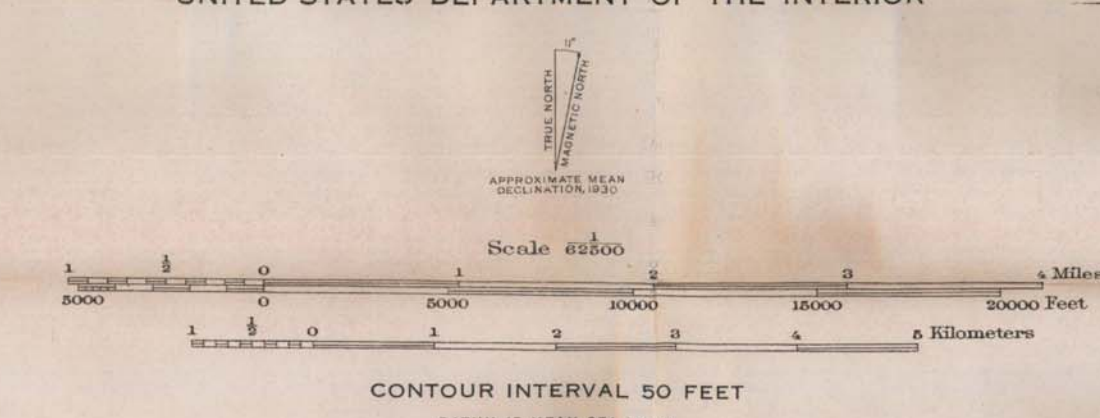 UNITED STATES DEPARTMENT OF THE INTERIOR
11°
TRUE NORTH
MAGNETIC NORTH
APPROXIMATE MEAN
DECLINATION, 1930
Scale 1/62500
1 ½ 0 1 2 3 4 Miles
5000 0 5000 10000 15000 20000 Feet
1 ½ 0 1 2 3 4 5 Kilometers
CONTOUR INTERVAL 50 FEET